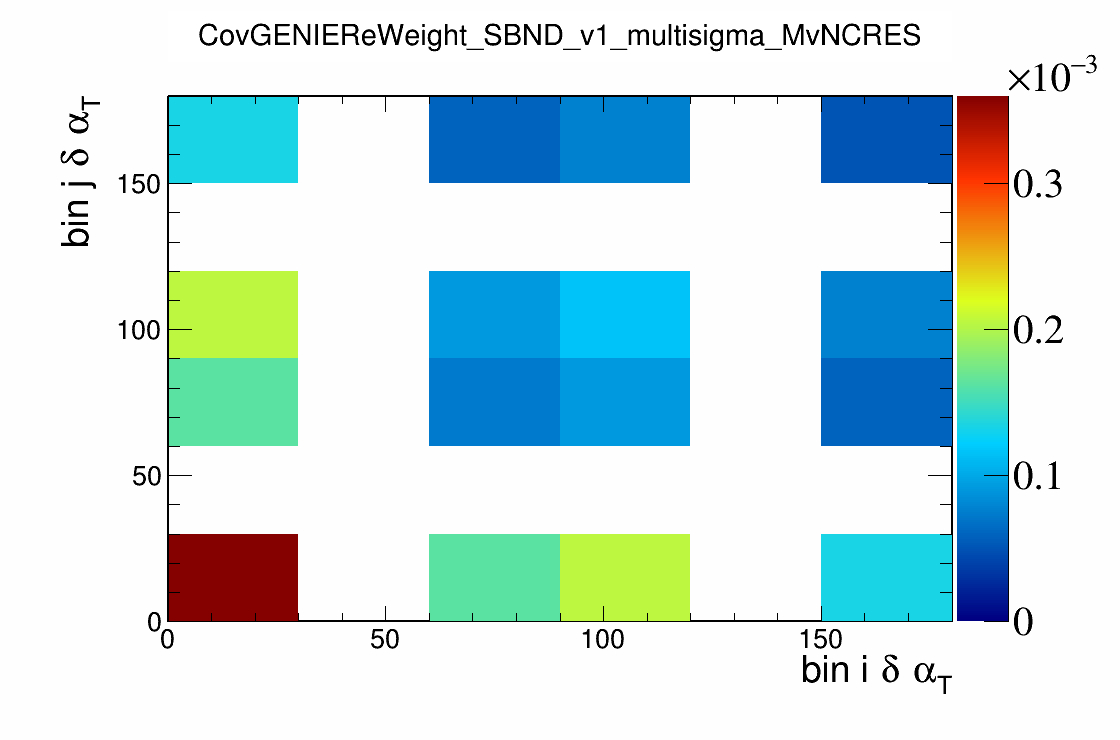 CovGENIEReWeight_SBND_v1_multisigma_MvNCRES
×10⁻³
bin j δ α_T
150
100
50
0
0.3
0.2
0.1
0
0 50 100 150
bin i δ α_T